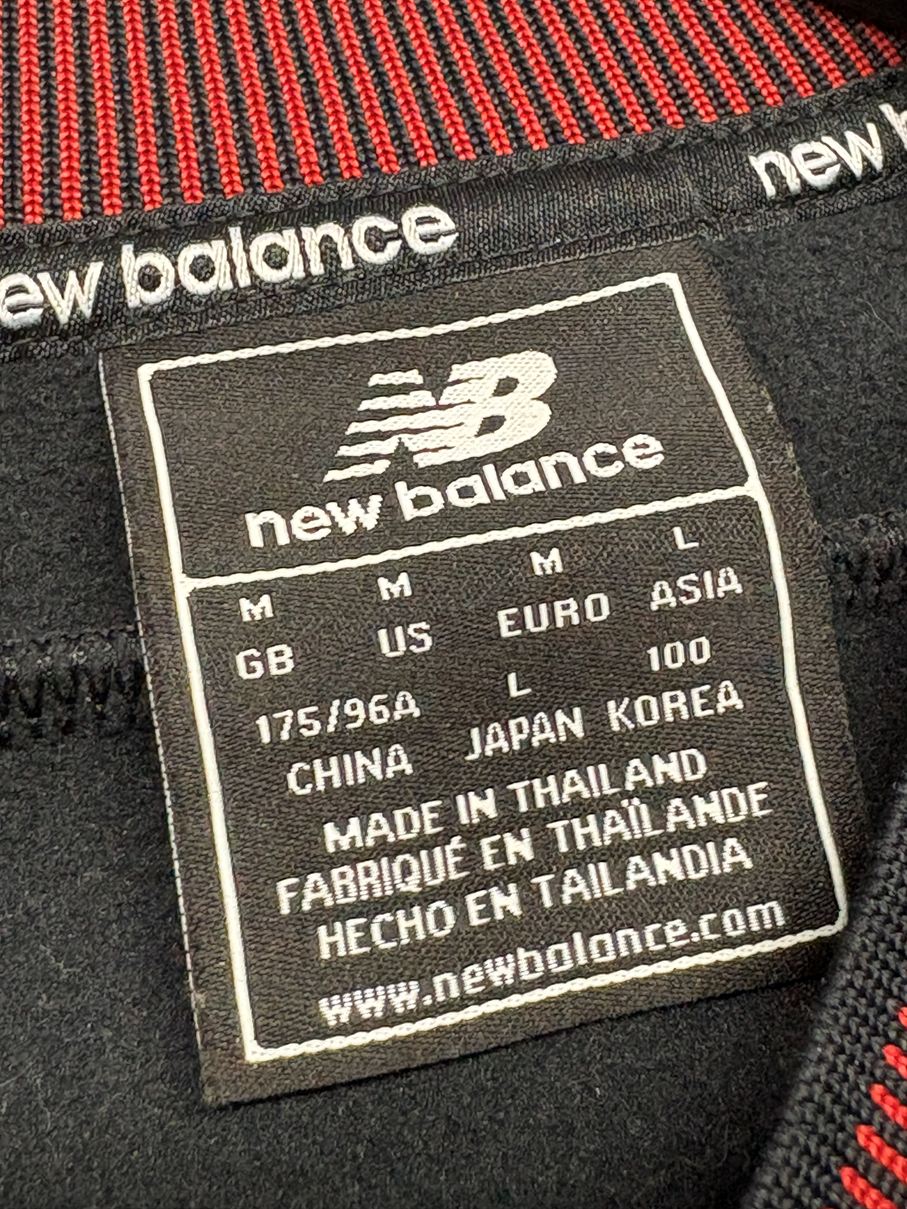 new balance
new b
NB
new balance
M M M L
GB US EURO ASIA
175/96A L 100
CHINA JAPAN KOREA
MADE IN THAILAND
FABRIQUÉ EN THAÏLANDE
HECHO EN TAILANDIA
www.newbalance.com